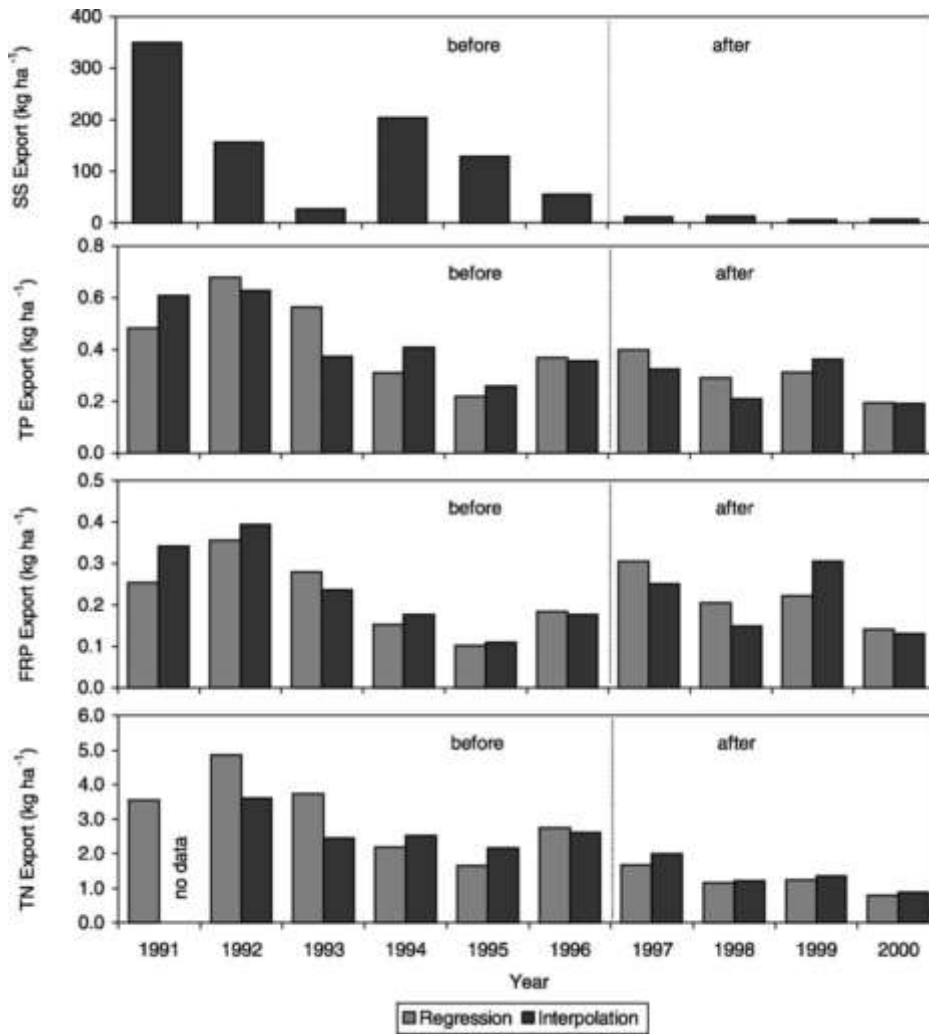 SS Export (kg ha⁻¹)
400
300
200
100
0
before
after
TP Export (kg ha⁻¹)
0.8
0.6
0.4
0.2
0.0
before
after
FRP Export (kg ha⁻¹)
0.5
0.4
0.3
0.2
0.1
0.0
before
after
TN Export (kg ha⁻¹)
6.0
5.0
4.0
3.0
2.0
1.0
0.0
no data
before
after
1991 1992 1993 1994 1995 1996 1997 1998 1999 2000
Year
Regression Interpolation